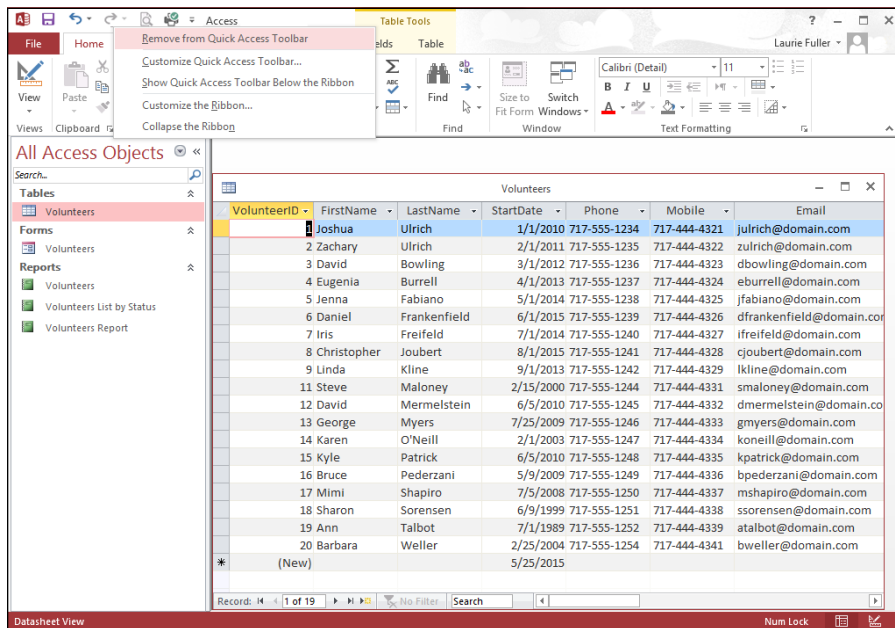 Access Table Tools ?
File Home elds Table Laurie Fuller
Remove from Quick Access Toolbar
Customize Quick Access Toolbar...
Show Quick Access Toolbar Below the Ribbon
Customize the Ribbon...
Collapse the Ribbon
View Paste Find Size to Fit Form Switch Windows Calibri (Detail) 11
B I U
Views Clipboard Find Window Text Formatting
All Access Objects
Search...
Tables
Volunteers
Forms
Volunteers
Reports
Volunteers
Volunteers List by Status
Volunteers Report
Volunteers
VolunteerID FirstName LastName StartDate Phone Mobile Email
1 Joshua Ulrich 1/1/2010 717-555-1234 717-444-4321 julrich@domain.com
2 Zachary Ulrich 2/1/2011 717-555-1235 717-444-4322 zulrich@domain.com
3 David Bowling 3/1/2012 717-555-1236 717-444-4323 dbowling@domain.com
4 Eugenia Burrell 4/1/2013 717-555-1237 717-444-4324 eburrell@domain.com
5 Jenna Fabiano 5/1/2014 717-555-1238 717-444-4325 jfabiano@domain.com
6 Daniel Frankenfield 6/1/2015 717-555-1239 717-444-4326 dfrankenfield@domain.cor
7 Iris Freifeld 7/1/2014 717-555-1240 717-444-4327 ifreifeld@domain.com
8 Christopher Joubert 8/1/2015 717-555-1241 717-444-4328 cjoubert@domain.com
9 Linda Kline 9/1/2013 717-555-1242 717-444-4329 lkline@domain.com
11 Steve Maloney 2/15/2000 717-555-1244 717-444-4331 smaloney@domain.com
12 David Mermelstein 6/5/2010 717-555-1245 717-444-4332 dmermelstein@domain.co
13 George Myers 7/25/2009 717-555-1246 717-444-4333 gmyers@domain.com
14 Karen O'Neill 2/1/2003 717-555-1247 717-444-4334 koneill@domain.com
15 Kyle Patrick 6/5/2010 717-555-1248 717-444-4335 kpatrick@domain.com
16 Bruce Pederzani 5/9/2009 717-555-1249 717-444-4336 bpederzani@domain.com
17 Mimi Shapiro 7/5/2008 717-555-1250 717-444-4337 mshapiro@domain.com
18 Sharon Sorensen 6/9/1999 717-555-1251 717-444-4338 ssorensen@domain.com
19 Ann Talbot 7/1/1989 717-555-1252 717-444-4339 atalbot@domain.com
20 Barbara Weller 2/25/2004 717-555-1254 717-444-4341 bweller@domain.com
(New) 5/25/2015
Record: 1 of 19 No Filter Search
Datasheet View Num Lock